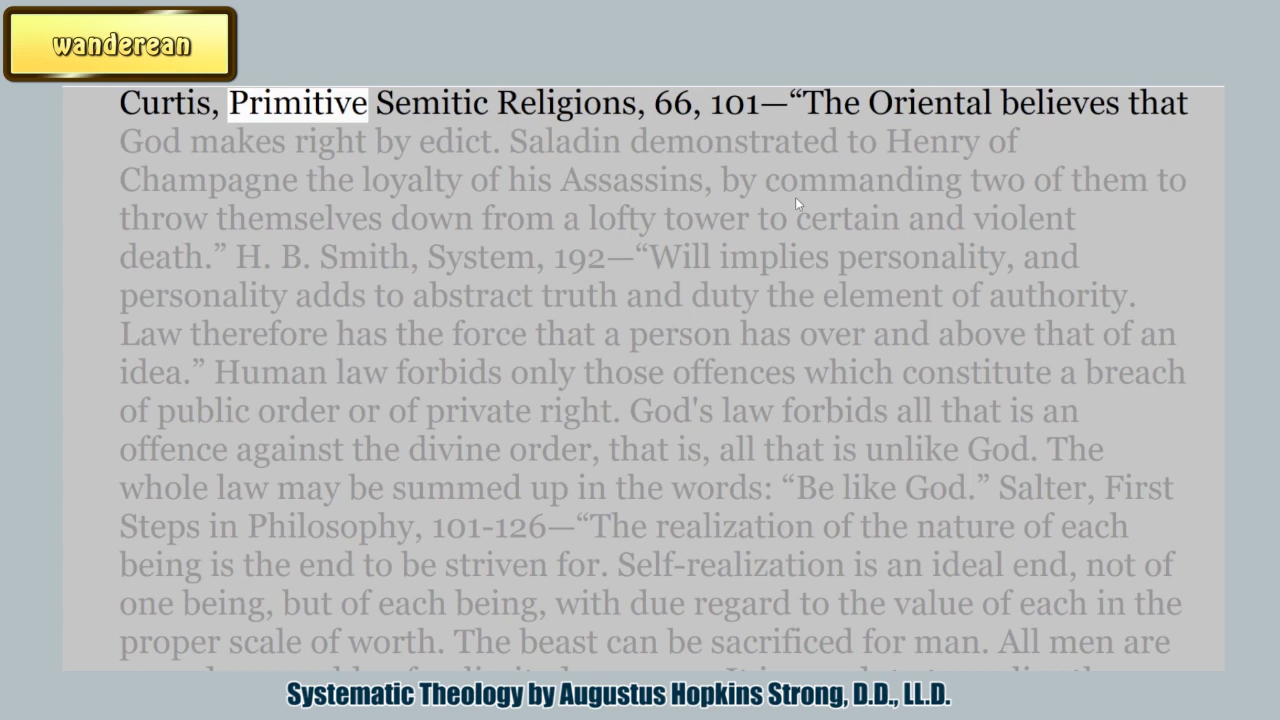 wanderean
Curtis, Primitive Semitic Religions, 66, 101—“The Oriental believes that
God makes right by edict. Saladin demonstrated to Henry of
Champagne the loyalty of his Assassins, by commanding two of them to
throw themselves down from a lofty tower to certain and violent
death.” H. B. Smith, System, 192—“Will implies personality, and
personality adds to abstract truth and duty the element of authority.
Law therefore has the force that a person has over and above that of an
idea.” Human law forbids only those offences which constitute a breach
of public order or of private right. God's law forbids all that is an
offence against the divine order, that is, all that is unlike God. The
whole law may be summed up in the words: “Be like God.” Salter, First
Steps in Philosophy, 101-126—“The realization of the nature of each
being is the end to be striven for. Self-realization is an ideal end, not of
one being, but of each being, with due regard to the value of each in the
proper scale of worth. The beast can be sacrificed for man. All men are
Systematic Theology by Augustus Hopkins Strong, D.D., LL.D.